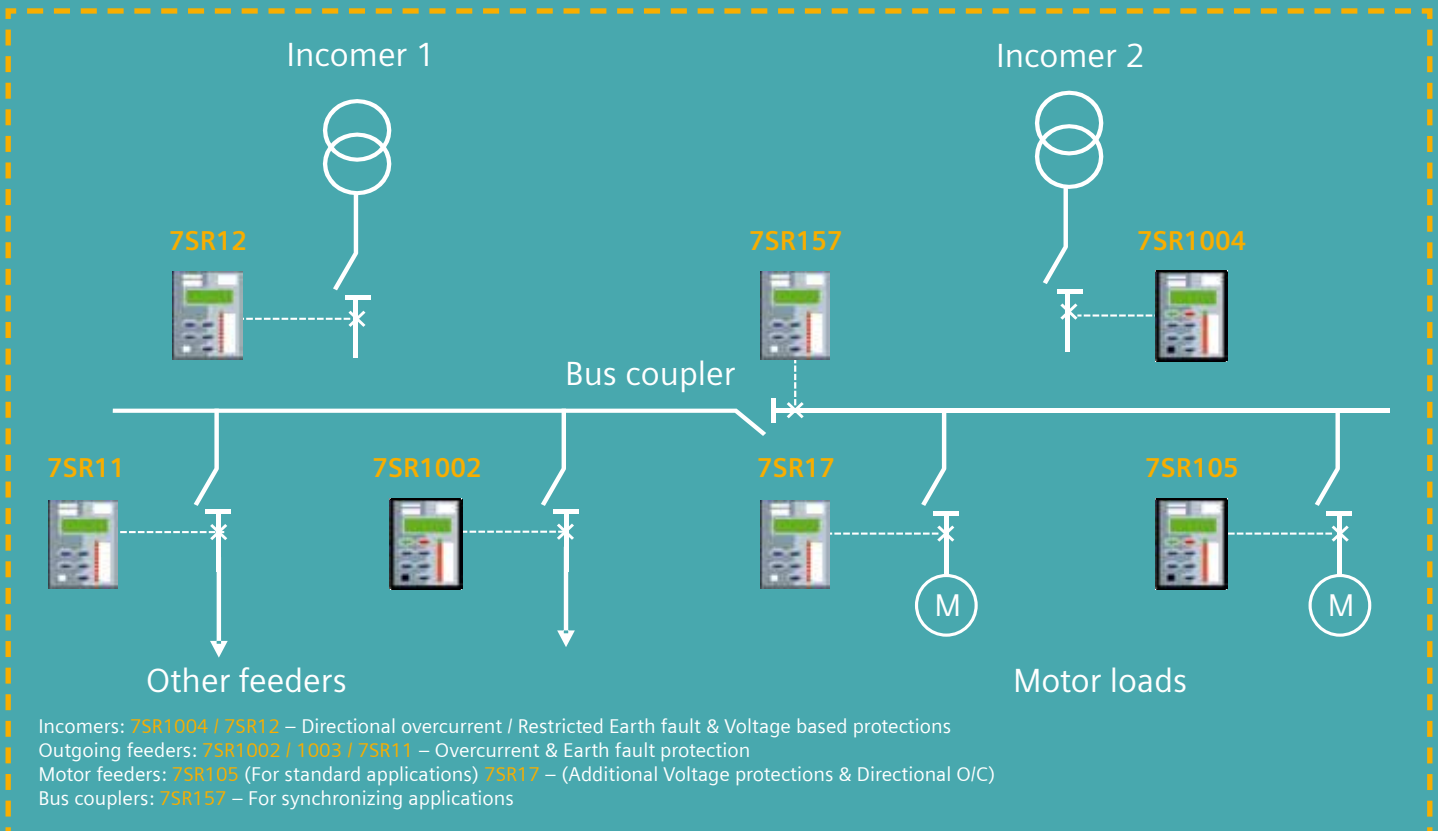 Incomer 1
Incomer 2
7SR12
7SR157
7SR1004
Bus coupler
7SR11
7SR1002
7SR17
7SR105
M
M
Other feeders
Motor loads
Incomers: 7SR1004 / 7SR12 – Directional overcurrent / Restricted Earth fault & Voltage based protections
Outgoing feeders: 7SR1002 / 1003 / 7SR11 – Overcurrent & Earth fault protection
Motor feeders: 7SR105 (For standard applications) 7SR17 – (Additional Voltage protections & Directional O/C)
Bus couplers: 7SR157 – For synchronizing applications